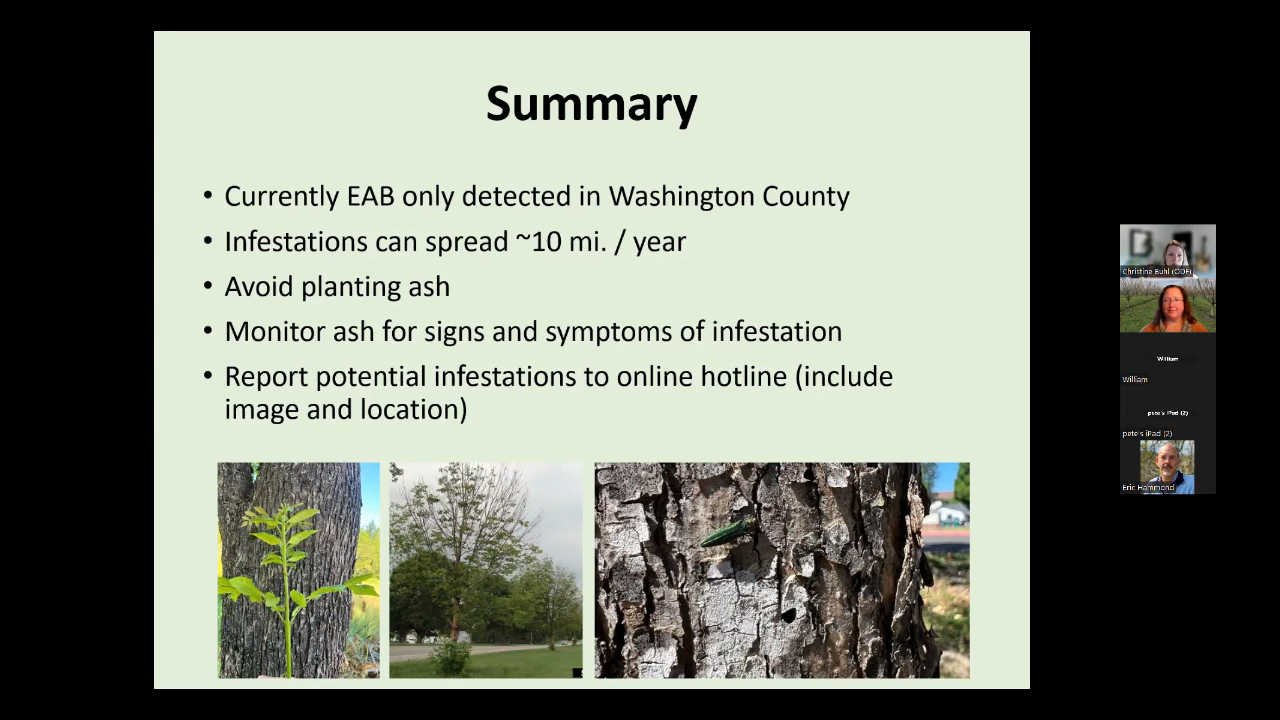 Summary
• Currently EAB only detected in Washington County
• Infestations can spread ~10 mi. / year
• Avoid planting ash
• Monitor ash for signs and symptoms of infestation
• Report potential infestations to online hotline (include
image and location)
Christine Buhl (ODF)
William
William
pete's iPad (2)
pete's iPad (2)
Eric Hammond